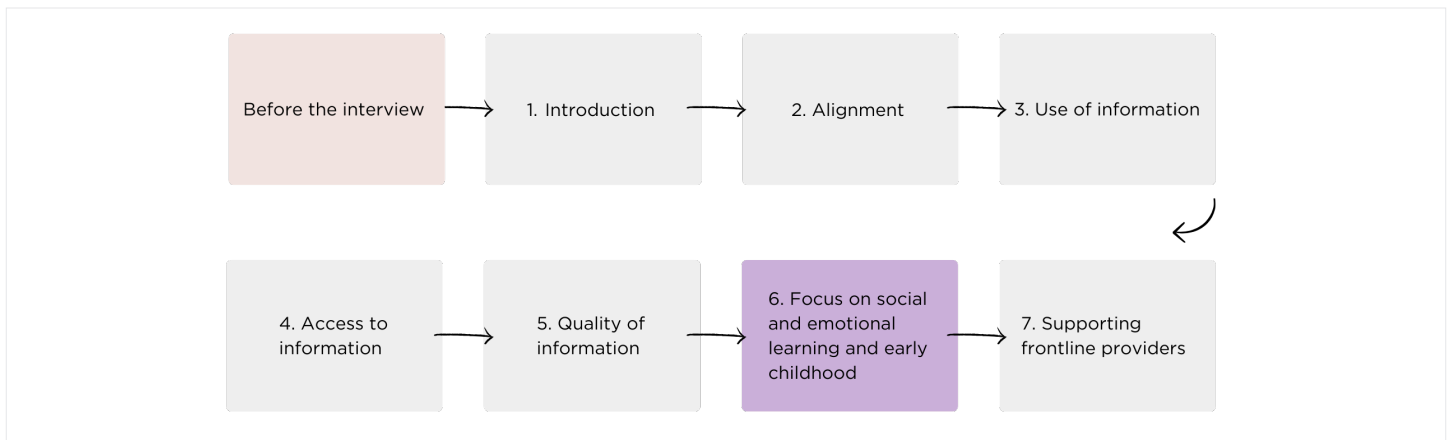 Before the interview
1. Introduction
2. Alignment
3. Use of information
4. Access to
information
5. Quality of
information
6. Focus on social
and emotional
learning and early
childhood
7. Supporting
frontline providers